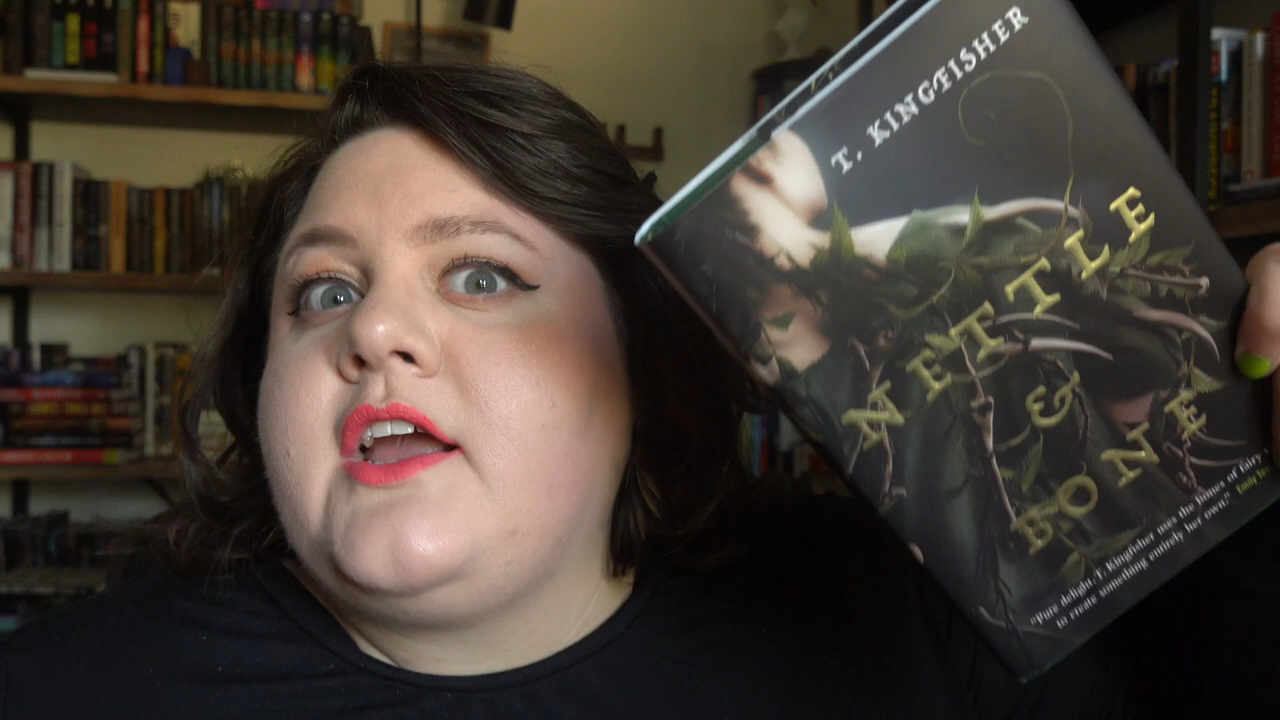 T. KINGFISHER
NETTLE
&
BONE
"Pure delight. T. Kingfisher uses the bones of fairy
to create something entirely her own."